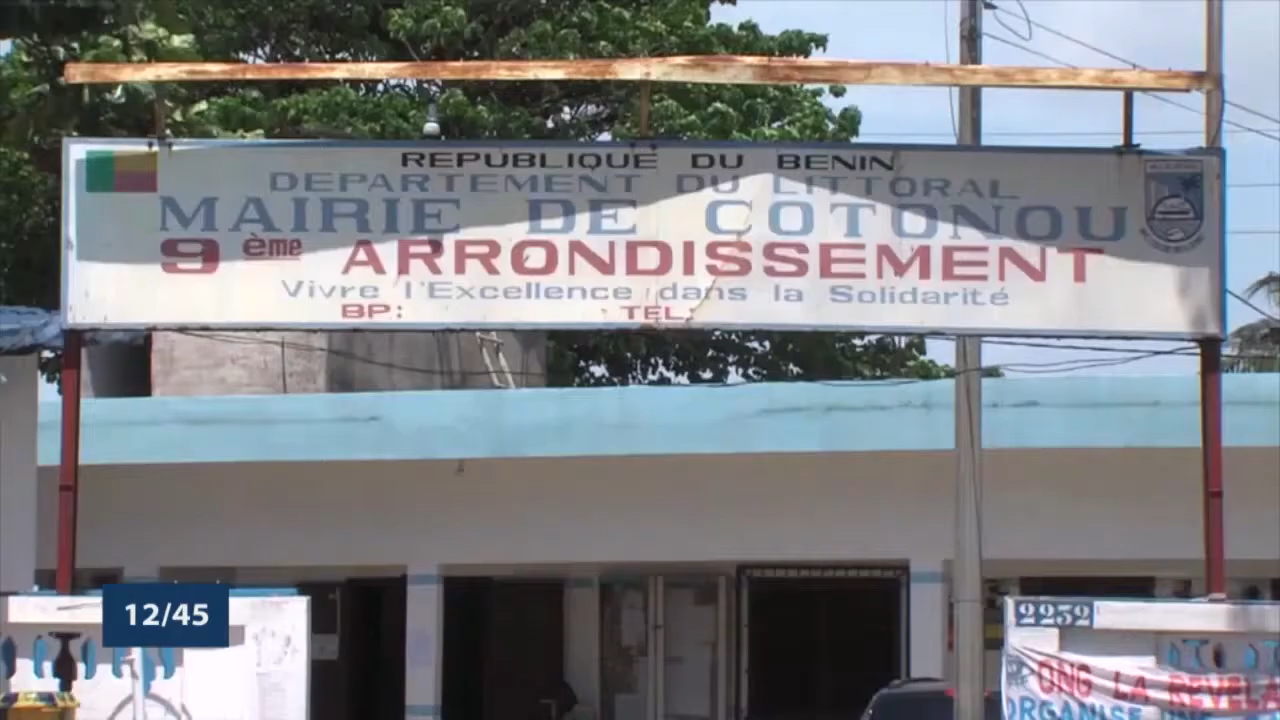 REPUBLIQUE DU BENIN
DEPARTEMENT DU LITTORAL
MAIRIE DE COTONOU
9 ème ARRONDISSEMENT
Vivre l'Excellence dans la Solidarité
BP: TEL:
12/45
2252
ONG LA REVELA
ORGANISE